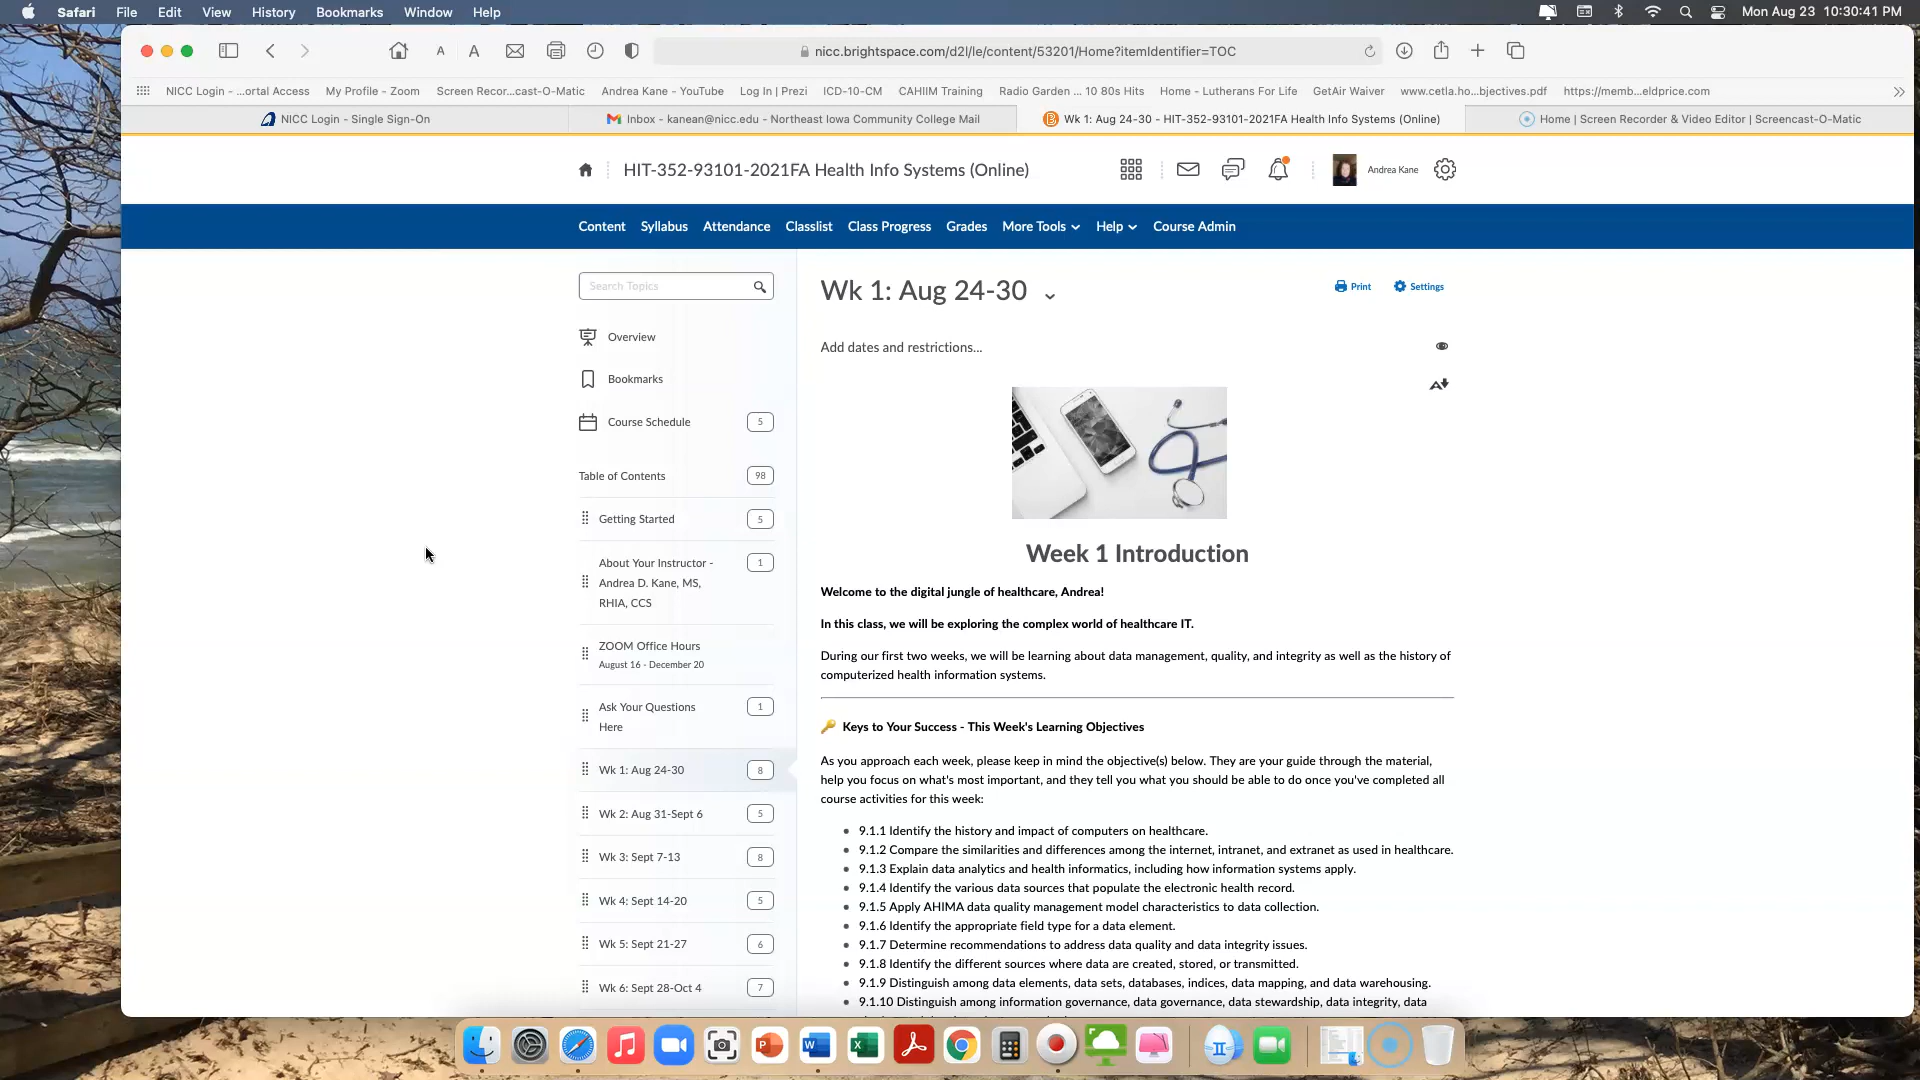 Safari File Edit View History Bookmarks Window Help Mon Aug 23 10:30:41 PM
A A nicc.brightspace.com/d2l/le/content/53201/Home?itemIdentifier=TOC
NICC Login - ...ortal Access My Profile - Zoom Screen Recor...cast-O-Matic Andrea Kane - YouTube Log In | Prezi ICD-10-CM CAHIIM Training Radio Garden ... 10 80s Hits Home - Lutherans For Life GetAir Waiver www.cetla.ho...bjectives.pdf https://memb...eldprice.com
NICC Login - Single Sign-On Inbox - kanean@nicc.edu - Northeast Iowa Community College Mail Wk 1: Aug 24-30 - HIT-352-93101-2021FA Health Info Systems (Online) Home | Screen Recorder & Video Editor | Screencast-O-Matic
HIT-352-93101-2021FA Health Info Systems (Online) Andrea Kane
Content Syllabus Attendance Classlist Class Progress Grades More Tools Help Course Admin
Search Topics
Overview
Bookmarks
Course Schedule 5
Table of Contents 98
Getting Started 5
About Your Instructor - 1
Andrea D. Kane, MS,
RHIA, CCS
ZOOM Office Hours
August 16 - December 20
Ask Your Questions 1
Here
Wk 1: Aug 24-30 8
Wk 2: Aug 31-Sept 6 5
Wk 3: Sept 7-13 8
Wk 4: Sept 14-20 5
Wk 5: Sept 21-27 6
Wk 6: Sept 28-Oct 4 7
Wk 1: Aug 24-30
Print Settings
Add dates and restrictions...
Week 1 Introduction
Welcome to the digital jungle of healthcare, Andrea!
In this class, we will be exploring the complex world of healthcare IT.
During our first two weeks, we will be learning about data management, quality, and integrity as well as the history of
computerized health information systems.
Keys to Your Success - This Week's Learning Objectives
As you approach each week, please keep in mind the objective(s) below. They are your guide through the material,
help you focus on what's most important, and they tell you what you should be able to do once you've completed all
course activities for this week:
9.1.1 Identify the history and impact of computers on healthcare.
9.1.2 Compare the similarities and differences among the internet, intranet, and extranet as used in healthcare.
9.1.3 Explain data analytics and health informatics, including how information systems apply.
9.1.4 Identify the various data sources that populate the electronic health record.
9.1.5 Apply AHIMA data quality management model characteristics to data collection.
9.1.6 Identify the appropriate field type for a data element.
9.1.7 Determine recommendations to address data quality and data integrity issues.
9.1.8 Identify the different sources where data are created, stored, or transmitted.
9.1.9 Distinguish among data elements, data sets, databases, indices, data mapping, and data warehousing.
9.1.10 Distinguish among information governance, data governance, data stewardship, data integrity, data